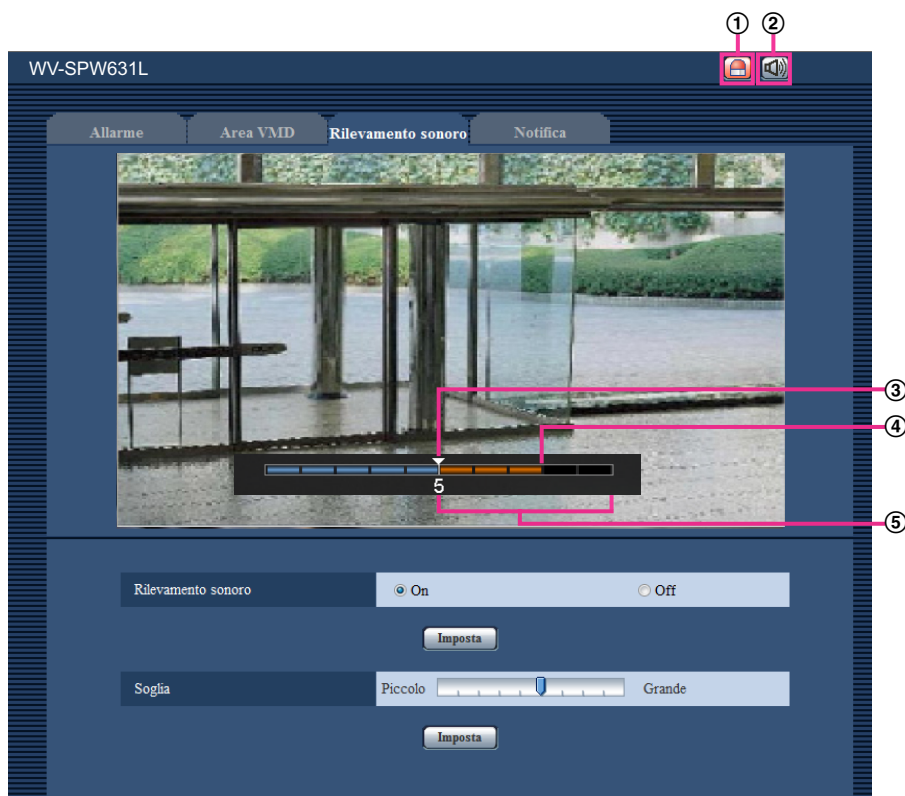 ① ②
WV-SPW631L
Allarme Area VMD Rilevamento sonoro Notifica
③
④
5
⑤
Rilevamento sonoro On Off
Imposta
Soglia Piccolo Grande
Imposta